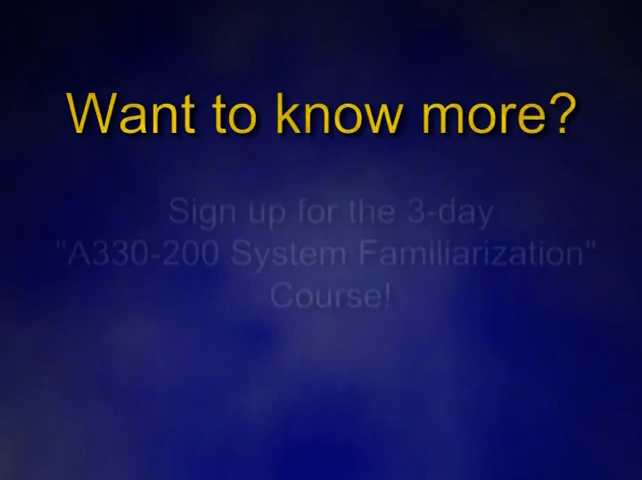 Want to know more?
Sign up for the 3-day
"A330-200 System Familiarization"
Course!